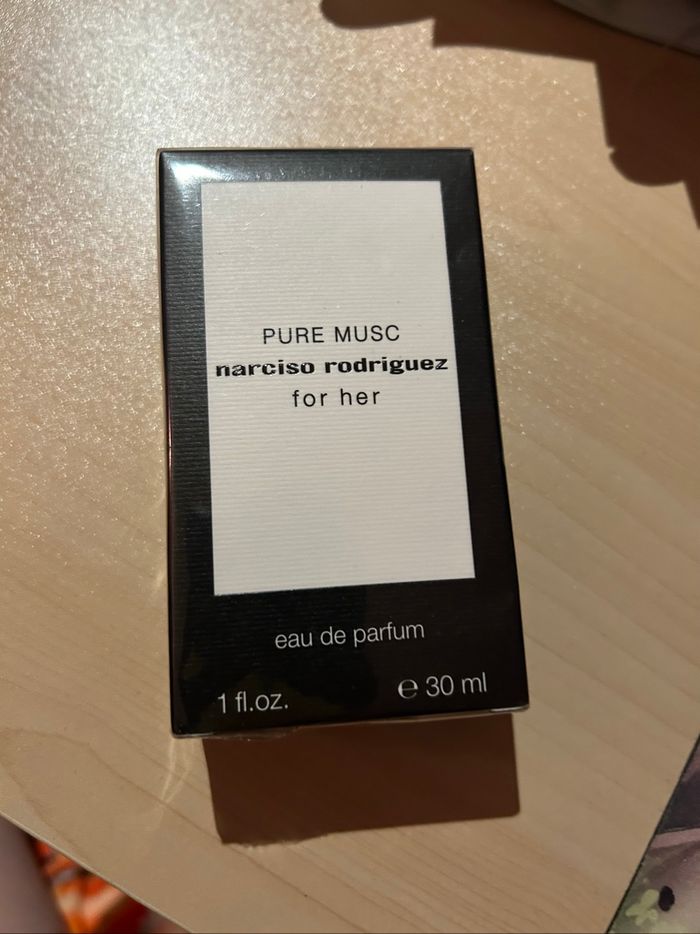 PURE MUSC
narciso rodriguez
for her
eau de parfum
1 fl.oz. ℮ 30 ml